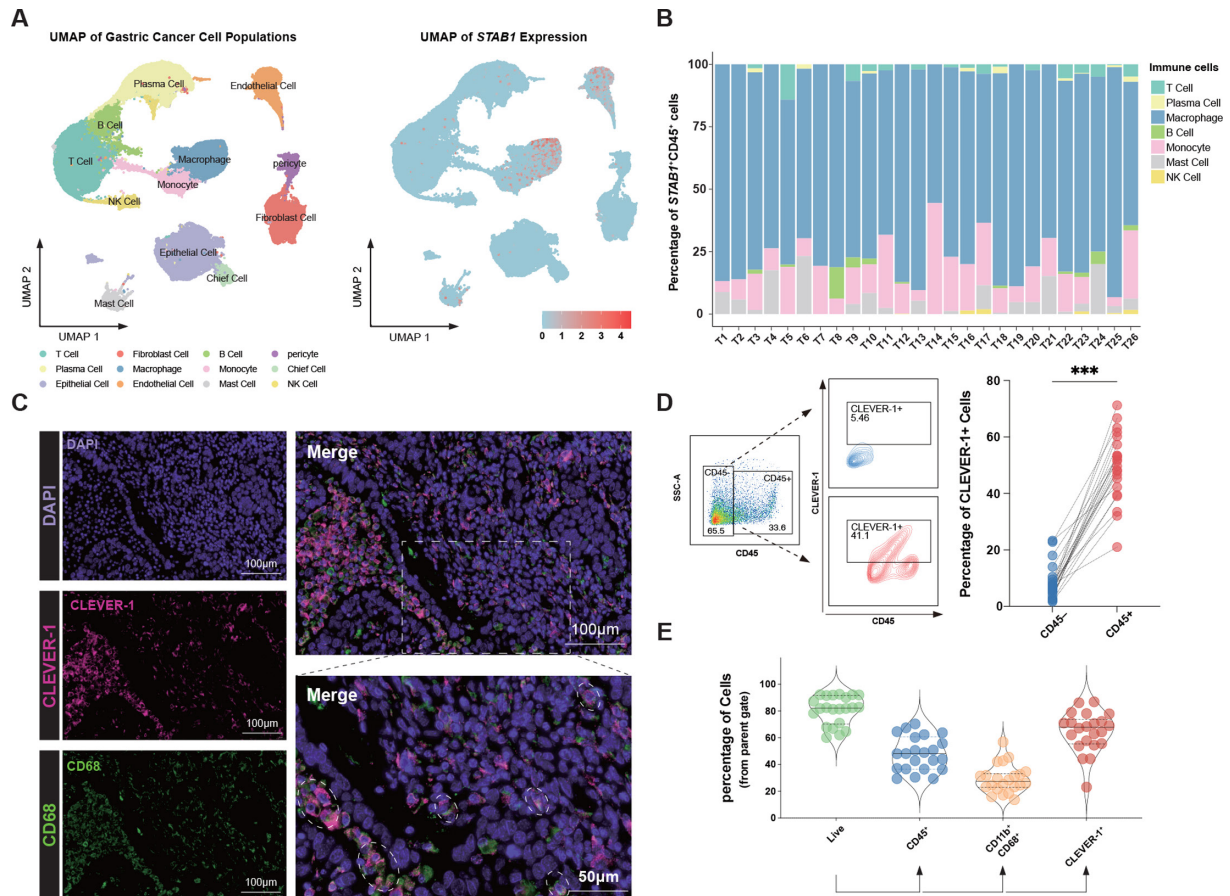 A
UMAP of Gastric Cancer Cell Populations
Plasma Cell
B Cell
T Cell
Macrophage
Monocyte
NK Cell
Endothelial Cell
pericyte
Fibroblast Cell
Epithelial Cell
Chief Cell
Mast Cell
UMAP 2
UMAP 1
T Cell
Fibroblast Cell
B Cell
pericyte
Plasma Cell
Macrophage
Monocyte
Chief Cell
Epithelial Cell
Endothelial Cell
Mast Cell
NK Cell
UMAP of STAB1 Expression
UMAP 2
UMAP 1
0 1 2 3 4
B
Percentage of STAB1⁺CD45⁺ cells
100
75
50
25
0
T1 T2 T3 T4 T5 T6 T7 T8 T9 T10 T11 T12 T13 T14 T15 T16 T17 T18 T19 T20 T21 T22 T23 T24 T25 T26
Immune cells
T Cell
Plasma Cell
Macrophage
B Cell
Monocyte
Mast Cell
NK Cell
C
DAPI
DAPI
100μm
CLEVER-1
CLEVER-1
100μm
CD68
CD68
100μm
Merge
100μm
Merge
50μm
D
SSC-A
CD45-
CD45+
65.5
33.6
CD45
CLEVER-1
CLEVER-1+
5.46
CLEVER-1+
41.1
CD45
Percentage of CLEVER-1+ Cells
80
60
40
20
0
***
CD45–
CD45+
E
percentage of Cells
(from parent gate)
100
80
60
40
20
0
Live
CD45⁺
CD11b⁺
CD68⁺
CLEVER-1⁺